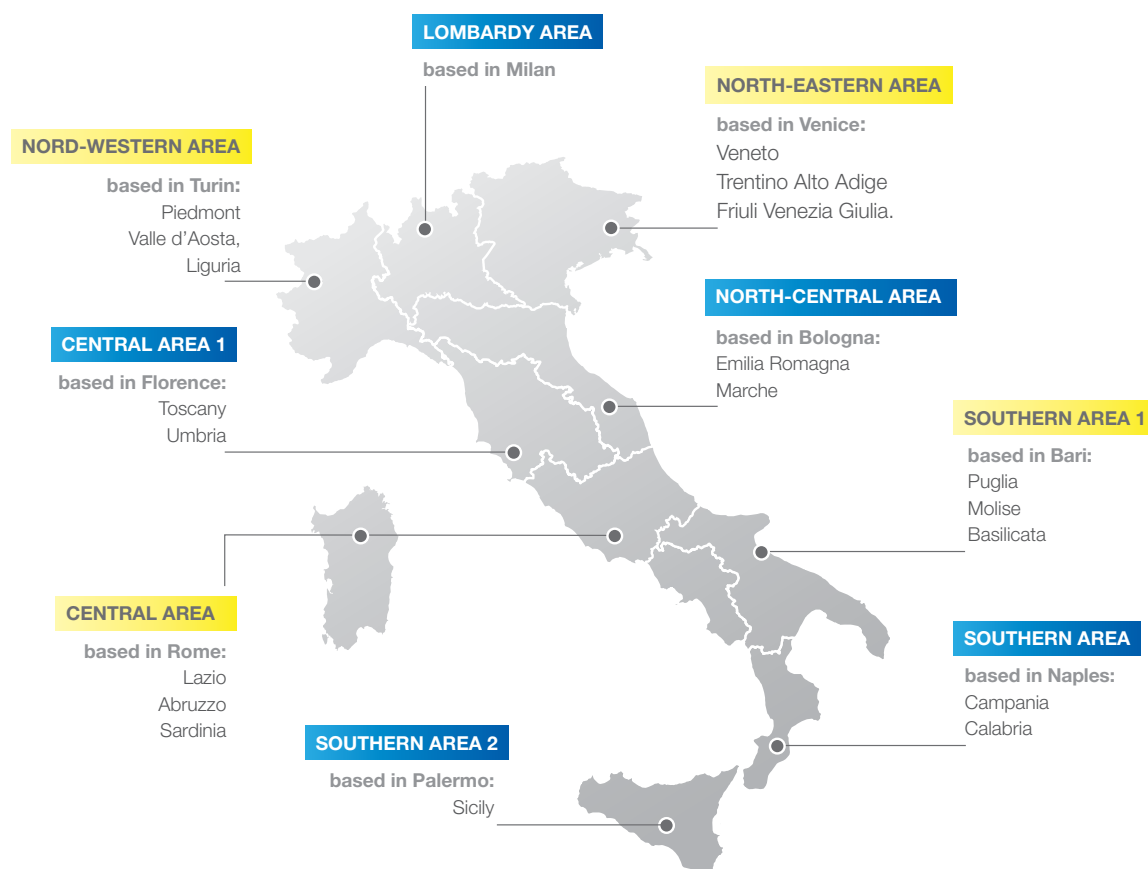 LOMBARDY AREA
based in Milan
NORTH-EASTERN AREA
based in Venice:
Veneto
Trentino Alto Adige
Friuli Venezia Giulia.
NORD-WESTERN AREA
based in Turin:
Piedmont
Valle d’Aosta,
Liguria
NORTH-CENTRAL AREA
based in Bologna:
Emilia Romagna
Marche
CENTRAL AREA 1
based in Florence:
Toscany
Umbria
SOUTHERN AREA 1
based in Bari:
Puglia
Molise
Basilicata
CENTRAL AREA
based in Rome:
Lazio
Abruzzo
Sardinia
SOUTHERN AREA
based in Naples:
Campania
Calabria
SOUTHERN AREA 2
based in Palermo:
Sicily